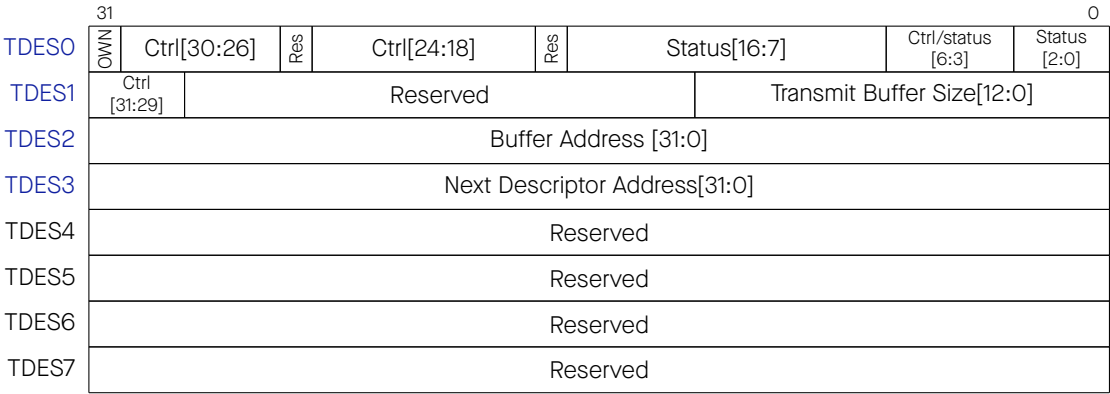 31 0
TDES0 OWN Ctrl[30:26] Res Ctrl[24:18] Res Status[16:7] Ctrl/status [6:3] Status [2:0]
TDES1 Ctrl [31:29] Reserved Transmit Buffer Size[12:0]
TDES2 Buffer Address [31:0]
TDES3 Next Descriptor Address[31:0]
TDES4 Reserved
TDES5 Reserved
TDES6 Reserved
TDES7 Reserved